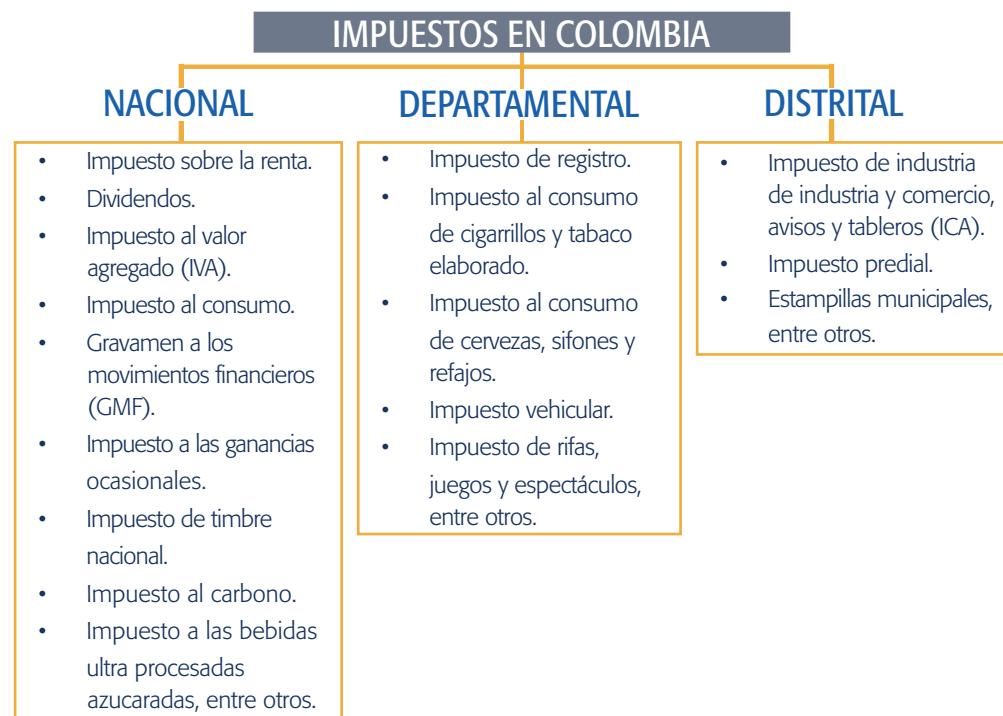 IMPUESTOS EN COLOMBIA
NACIONAL
• Impuesto sobre la renta.
• Dividendos.
• Impuesto al valor
agregado (IVA).
• Impuesto al consumo.
• Gravamen a los
movimientos financieros
(GMF).
• Impuesto a las ganancias
ocasionales.
• Impuesto de timbre
nacional.
• Impuesto al carbono.
• Impuesto a las bebidas
ultra procesadas
azucaradas, entre otros.
DEPARTAMENTAL
• Impuesto de registro.
• Impuesto al consumo
de cigarrillos y tabaco
elaborado.
• Impuesto al consumo
de cervezas, sifones y
refajos.
• Impuesto vehicular.
• Impuesto de rifas,
juegos y espectáculos,
entre otros.
DISTRITAL
• Impuesto de industria
de industria y comercio,
avisos y tableros (ICA).
• Impuesto predial.
• Estampillas municipales,
entre otros.